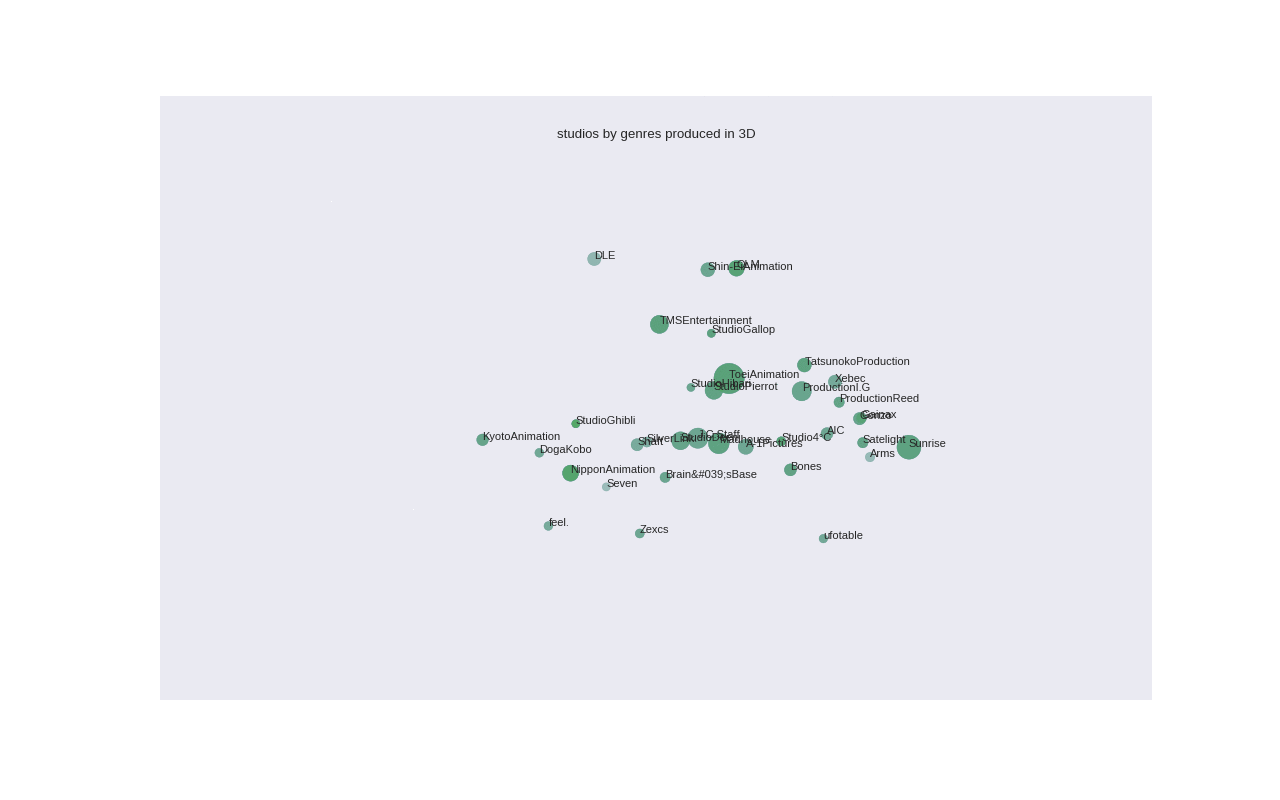 studios by genres produced in 3D
DLE
Shin-EiAnimation
OLM
TMSEntertainment
StudioGallop
TatsunokoProduction
ToeiAnimation
Xebec
StudioHibari
StudioPierrot
ProductionI.G
ProductionReed
Gainax
Gonzo
StudioGhibli
AIC
KyotoAnimation
Shaft
SilverLink
StudioDeen
J.C.Staff
Madhouse
A-1Pictures
Studio4°C
Satelight
Sunrise
DogaKobo
Arms
Bones
NipponAnimation
Brain&#039;sBase
Seven
feel.
Zexcs
ufotable